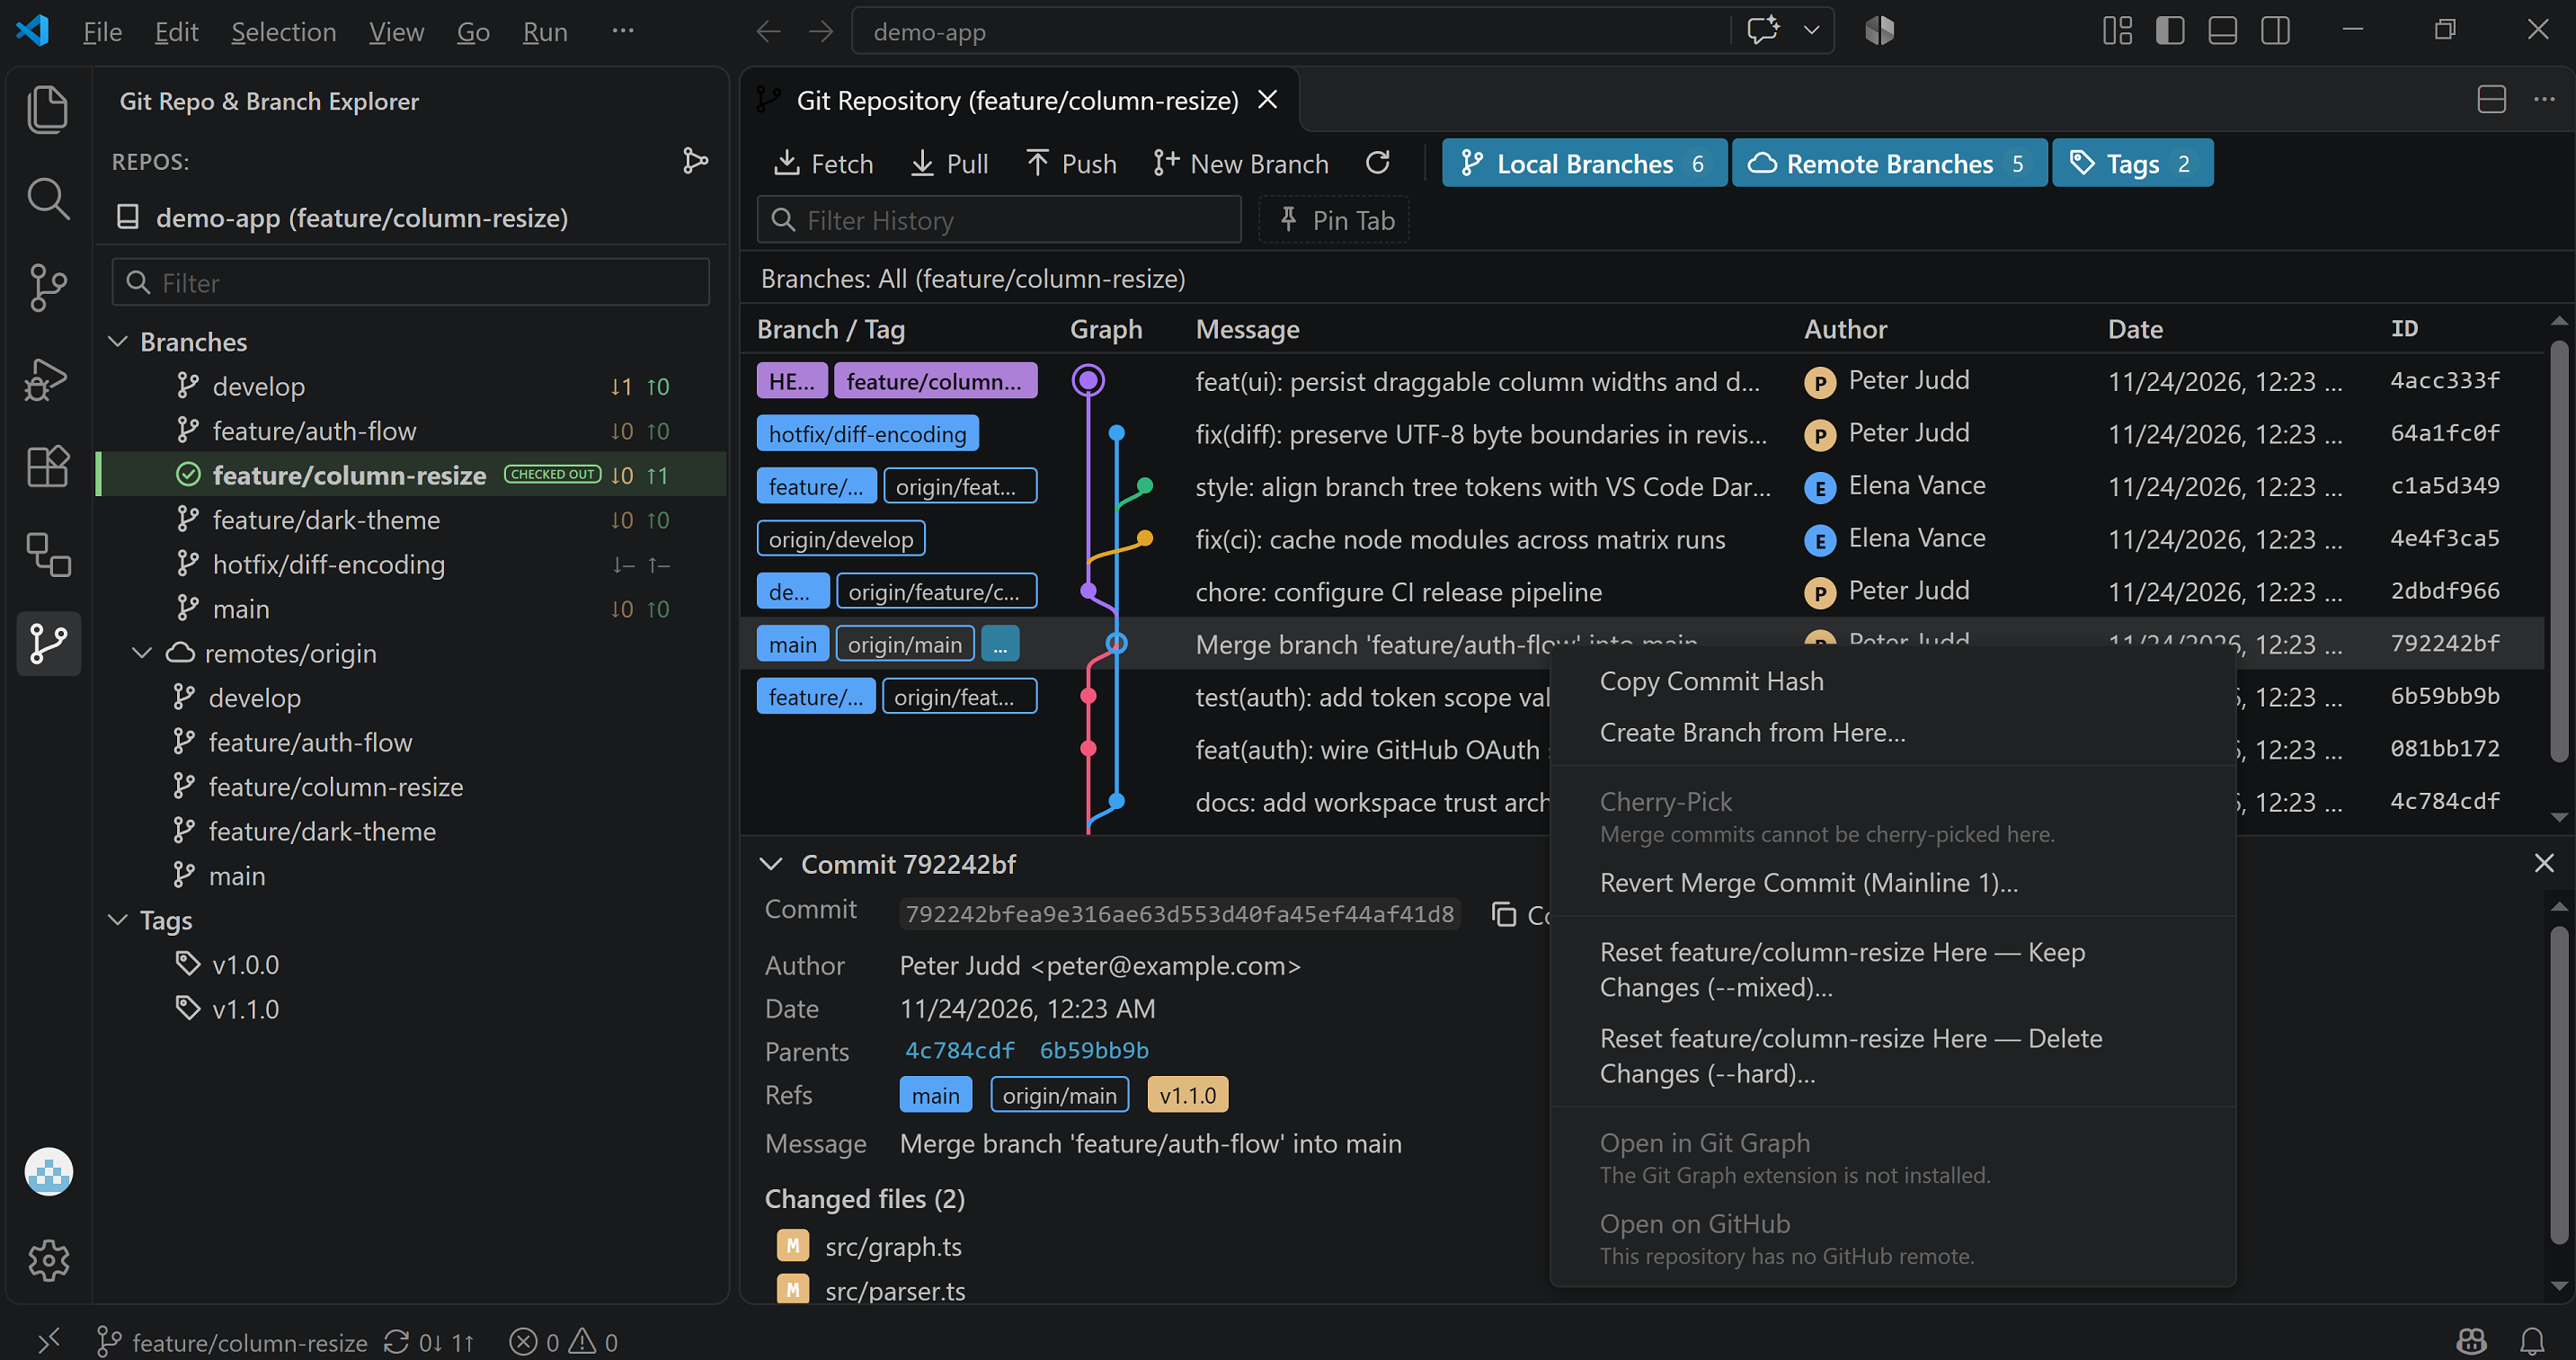 File Edit Selection View Go Run ···
demo-app
Git Repo & Branch Explorer
REPOS:
demo-app (feature/column-resize)
Filter
Branches
develop ↓1 ↑0
feature/auth-flow ↓0 ↑0
feature/column-resize CHECKED OUT ↓0 ↑1
feature/dark-theme ↓0 ↑0
hotfix/diff-encoding ↓– ↑–
main ↓0 ↑0
remotes/origin
develop
feature/auth-flow
feature/column-resize
feature/dark-theme
main
Tags
v1.0.0
v1.1.0
Git Repository (feature/column-resize)
Fetch Pull Push New Branch Local Branches 6 Remote Branches 5 Tags 2
Filter History Pin Tab
Branches: All (feature/column-resize)
Branch / Tag Graph Message Author Date ID
HE... feature/column... feat(ui): persist draggable column widths and d... P Peter Judd 11/24/2026, 12:23 ... 4acc333f
hotfix/diff-encoding fix(diff): preserve UTF-8 byte boundaries in revis... P Peter Judd 11/24/2026, 12:23 ... 64a1fc0f
feature/... origin/feat... style: align branch tree tokens with VS Code Dar... E Elena Vance 11/24/2026, 12:23 ... c1a5d349
origin/develop fix(ci): cache node modules across matrix runs E Elena Vance 11/24/2026, 12:23 ... 4e4f3ca5
de... origin/feature/c... chore: configure CI release pipeline P Peter Judd 11/24/2026, 12:23 ... 2dbdf966
main origin/main ... Merge branch 'feature/auth-flow' into main P Peter Judd 11/24/2026, 12:23 ... 792242bf
feature/... origin/feat... test(auth): add token scope val , 12:23 ... 6b59bb9b
feat(auth): wire GitHub OAuth , 12:23 ... 081bb172
docs: add workspace trust arch , 12:23 ... 4c784cdf
Commit 792242bf
Commit 792242bfea9e316ae63d553d40fa45ef44af41d8 Co
Author Peter Judd <peter@example.com>
Date 11/24/2026, 12:23 AM
Parents 4c784cdf 6b59bb9b
Refs main origin/main v1.1.0
Message Merge branch 'feature/auth-flow' into main
Changed files (2)
M src/graph.ts
M src/parser.ts
Copy Commit Hash
Create Branch from Here...
Cherry-Pick
Merge commits cannot be cherry-picked here.
Revert Merge Commit (Mainline 1)...
Reset feature/column-resize Here — Keep
Changes (--mixed)...
Reset feature/column-resize Here — Delete
Changes (--hard)...
Open in Git Graph
The Git Graph extension is not installed.
Open on GitHub
This repository has no GitHub remote.
feature/column-resize 0↓ 1↑ 0 0